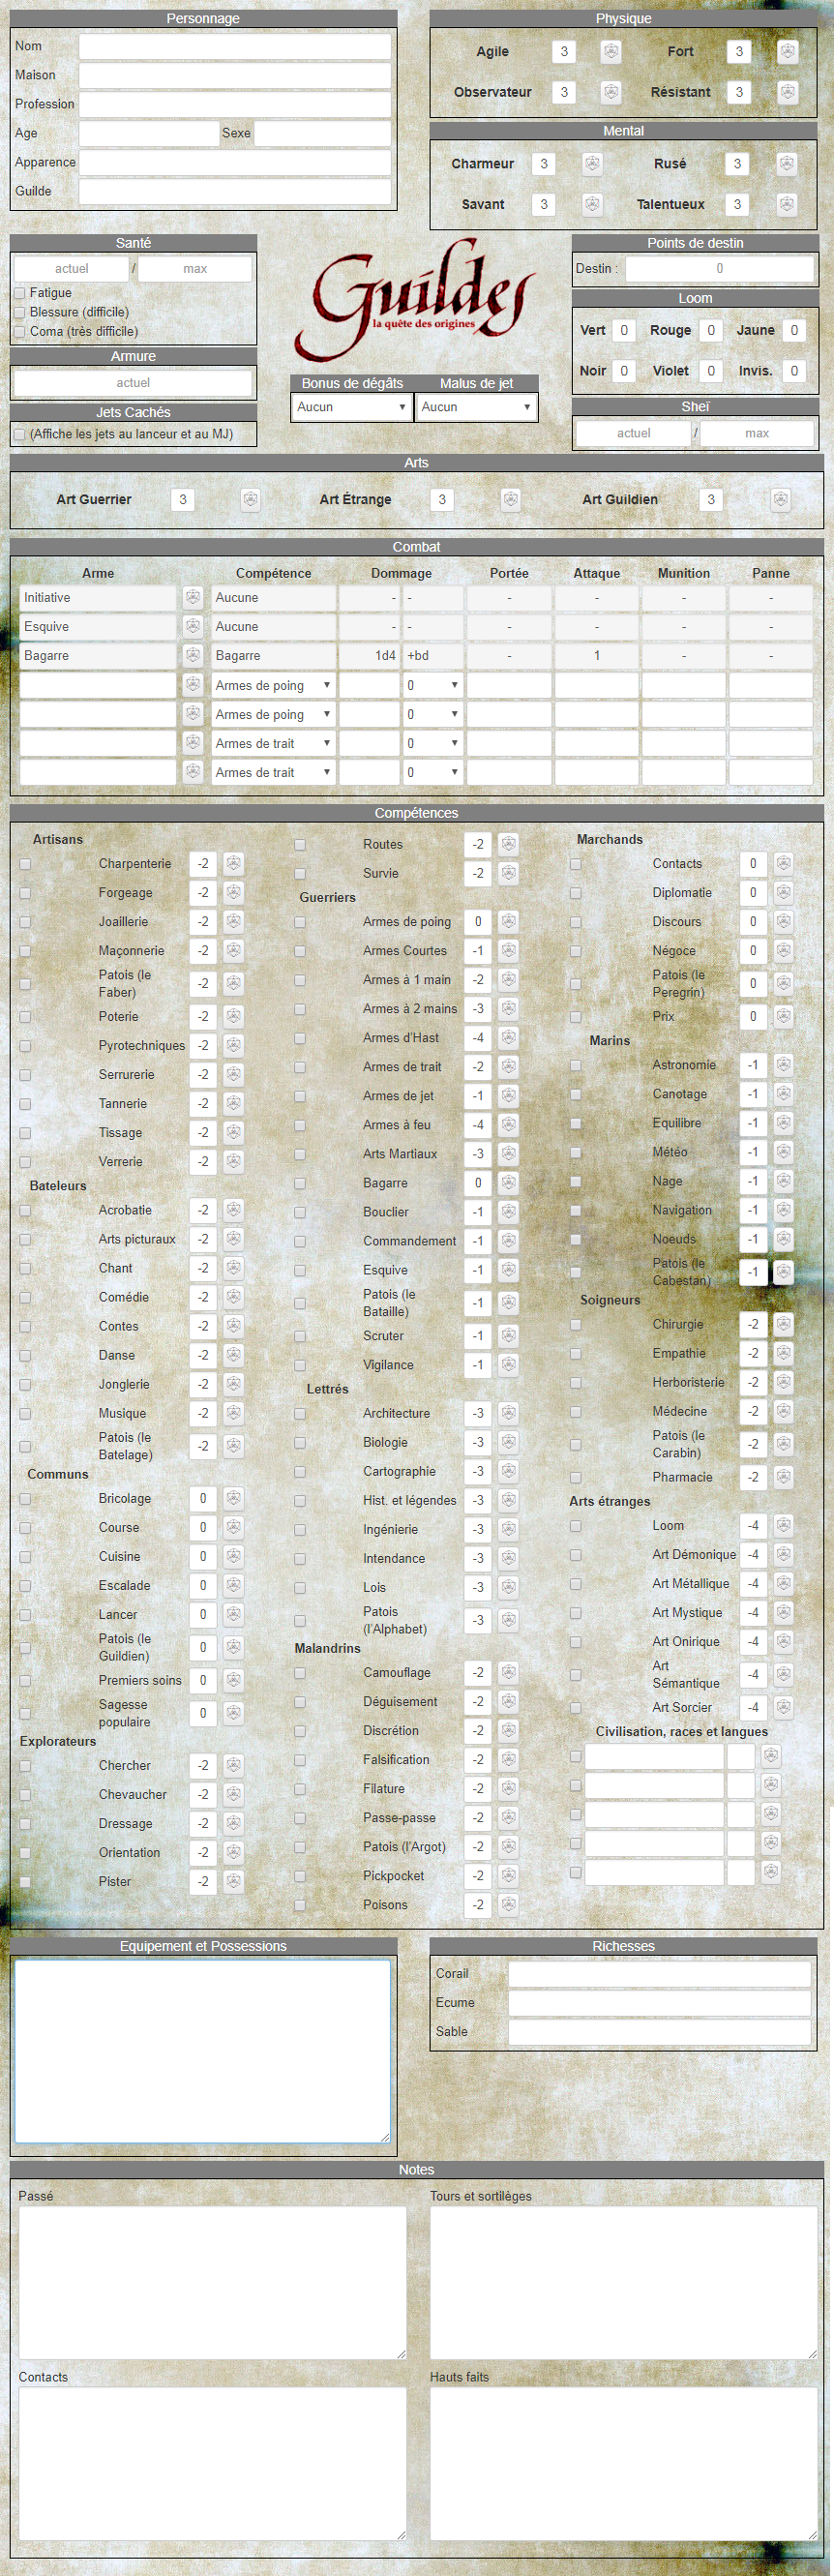 Personnage
Nom
Maison
Profession
Age Sexe
Apparence
Guilde
Physique
Agile 3 Fort 3
Observateur 3 Résistant 3
Mental
Charmeur 3 Rusé 3
Savant 3 Talentueux 3
Santé
actuel / max
Fatigue
Blessure (difficile)
Coma (très difficile)
Armure
actuel
Jets Cachés
(Affiche les jets au lanceur et au MJ)
Guildes
la quête des origines
Bonus de dégâts Malus de jet
Aucun Aucun
Points de destin
Destin : 0
Loom
Vert 0 Rouge 0 Jaune 0
Noir 0 Violet 0 Invis. 0
Sheï
actuel / max
Arts
Art Guerrier 3 Art Étrange 3 Art Guildien 3
Combat
Arme Compétence Dommage Portée Attaque Munition Panne
Initiative Aucune - - - - - -
Esquive Aucune - - - - - -
Bagarre Bagarre 1d4 +bd - 1 - -
Armes de poing 0
Armes de poing 0
Armes de trait 0
Armes de trait 0
Compétences
Artisans
Charpenterie -2
Forgeage -2
Joaillerie -2
Maçonnerie -2
Patois (le
Faber) -2
Poterie -2
Pyrotechniques -2
Serrurerie -2
Tannerie -2
Tissage -2
Verrerie -2
Bateleurs
Acrobatie -2
Arts picturaux -2
Chant -2
Comédie -2
Contes -2
Danse -2
Jonglerie -2
Musique -2
Patois (le
Batelage) -2
Communs
Bricolage 0
Course 0
Cuisine 0
Escalade 0
Lancer 0
Patois (le
Guildien) 0
Premiers soins 0
Sagesse
populaire 0
Explorateurs
Chercher -2
Chevaucher -2
Dressage -2
Orientation -2
Pister -2
Routes -2
Survie -2
Guerriers
Armes de poing 0
Armes Courtes -1
Armes à 1 main -2
Armes à 2 mains -3
Armes d'Hast -4
Armes de trait -2
Armes de jet -1
Armes à feu -4
Arts Martiaux -3
Bagarre 0
Bouclier -1
Commandement -1
Esquive -1
Patois (le
Bataille) -1
Scruter -1
Vigilance -1
Lettrés
Architecture -3
Biologie -3
Cartographie -3
Hist. et légendes -3
Ingénierie -3
Intendance -3
Lois -3
Patois
(l'Alphabet) -3
Malandrins
Camouflage -2
Déguisement -2
Discrétion -2
Falsification -2
Filature -2
Passe-passe -2
Patois (l'Argot) -2
Pickpocket -2
Poisons -2
Marchands
Contacts 0
Diplomatie 0
Discours 0
Négoce 0
Patois (le
Peregrin) 0
Prix 0
Marins
Astronomie -1
Canotage -1
Equilibre -1
Météo -1
Nage -1
Navigation -1
Noeuds -1
Patois (le
Cabestan) -1
Soigneurs
Chirurgie -2
Empathie -2
Herboristerie -2
Médecine -2
Patois (le
Carabin) -2
Pharmacie -2
Arts étranges
Loom -4
Art Démonique -4
Art Métallique -4
Art Mystique -4
Art Onirique -4
Art
Sémantique -4
Art Sorcier -4
Civilisation, races et langues
Equipement et Possessions
Richesses
Corail
Ecume
Sable
Notes
Passé
Tours et sortilèges
Contacts
Hauts faits